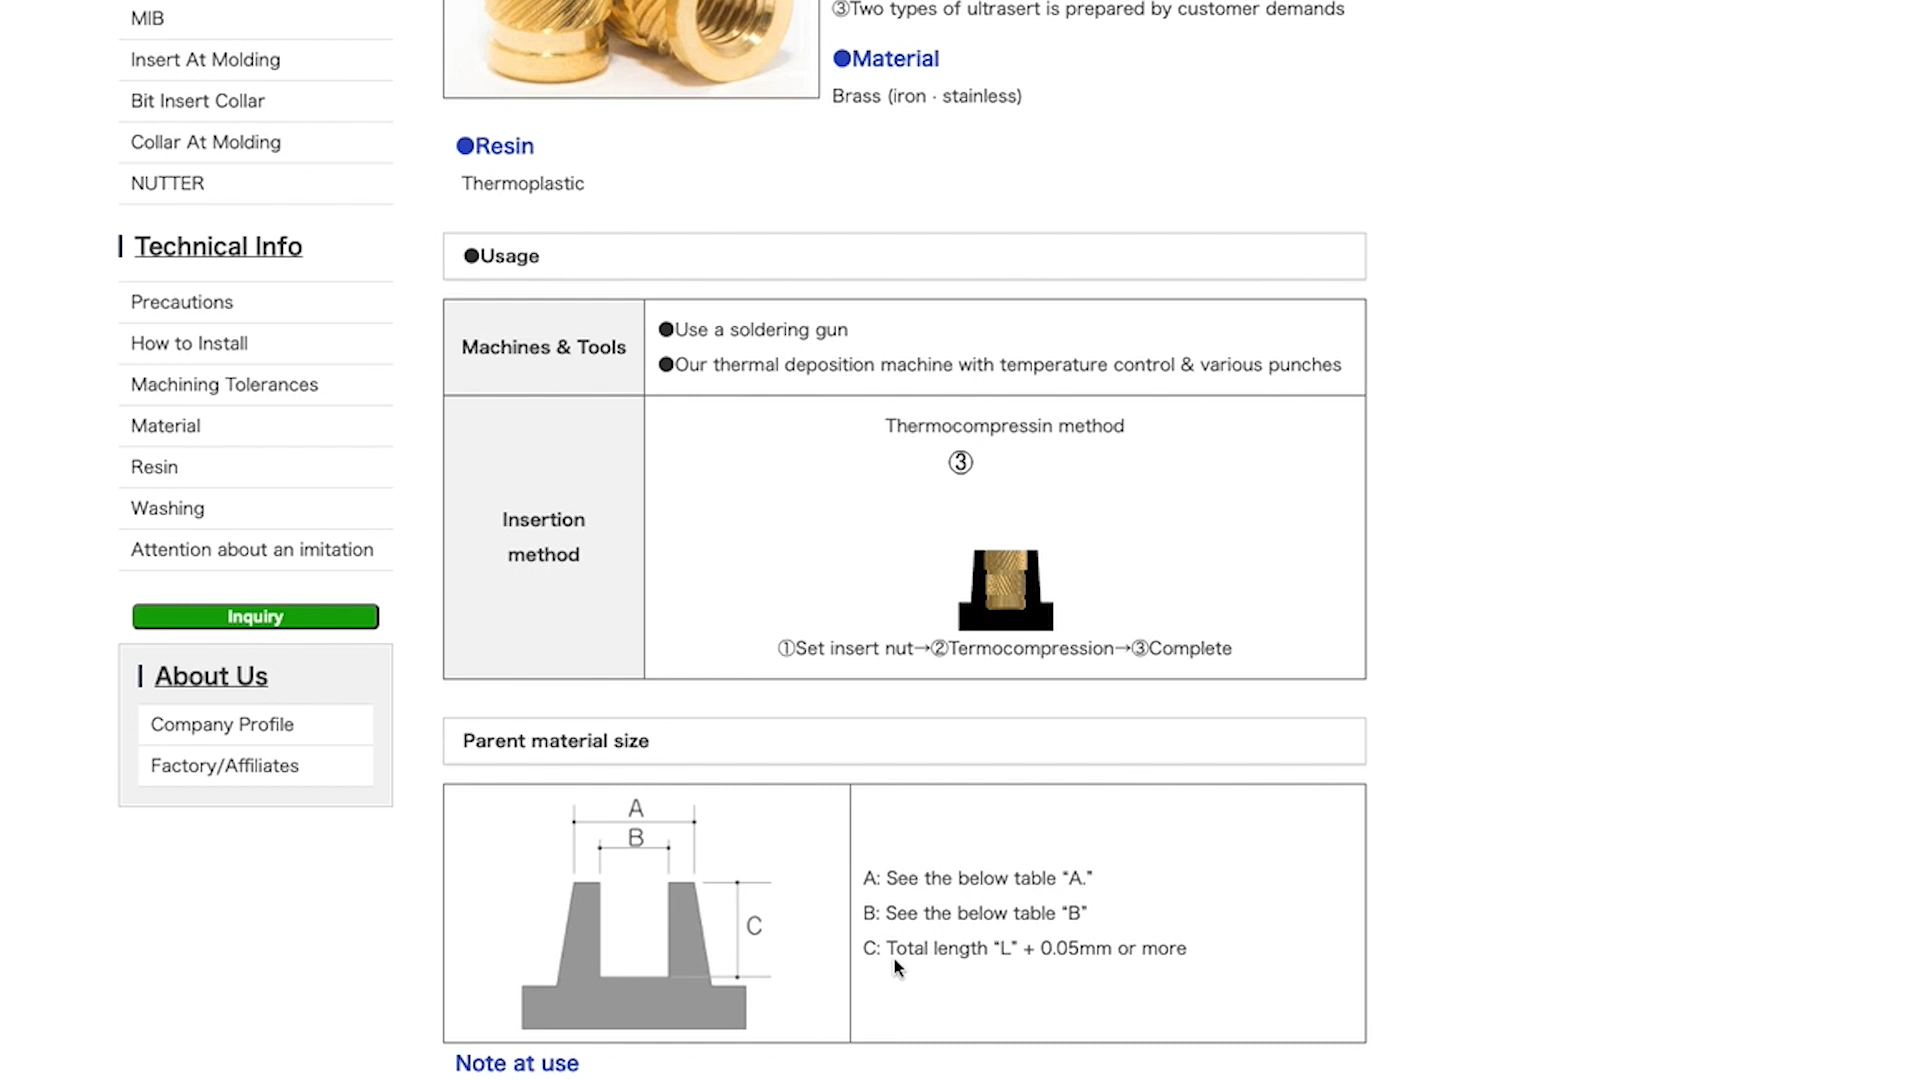 MIB
Insert At Molding
Bit Insert Collar
Collar At Molding
NUTTER
Technical Info
Precautions
How to Install
Machining Tolerances
Material
Resin
Washing
Attention about an imitation
Inquiry
About Us
Company Profile
Factory/Affiliates
③Two types of ultrasert is prepared by customer demands
●Material
Brass (iron · stainless)
●Resin
Thermoplastic
●Usage
Machines & Tools
●Use a soldering gun
●Our thermal deposition machine with temperature control & various punches
Insertion
method
Thermocompressin method
③
①Set insert nut→②Termocompression→③Complete
Parent material size
A
B
C
A: See the below table “A.”
B: See the below table “B”
C: Total length “L” + 0.05mm or more
Note at use